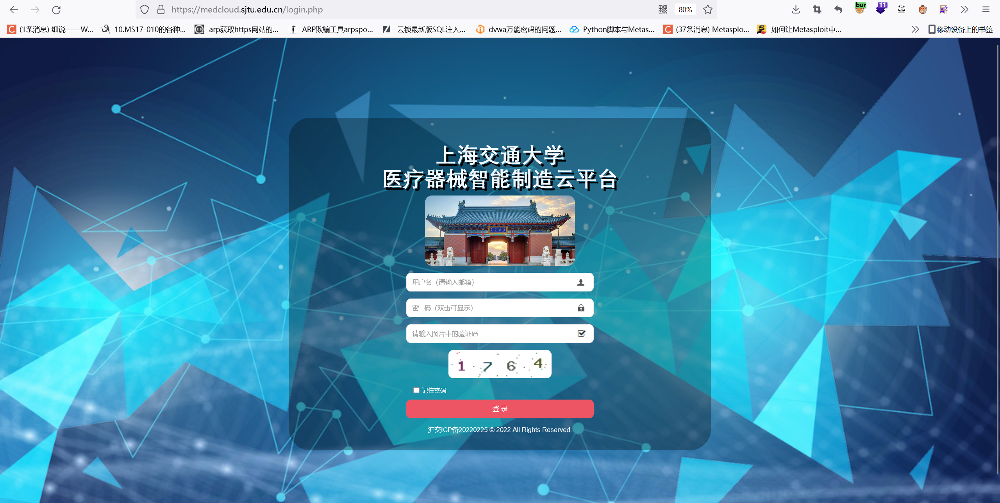 https://medcloud.sjtu.edu.cn/login.php
80%
bur
11
(1条消息) 细说——W...
10.MS17-010的各种...
arp获取https网站的...
ARP欺骗工具arpspo...
云锁最新版SQL注入...
dvwa万能密码的问题...
Python脚本与Metas...
(37条消息) Metasplo...
如何让Metasploit中...
移动设备上的书签
上海交通大学
医疗器械智能制造云平台
用户名（请输入邮箱）
密 码（双击可显示）
请输入图片中的验证码
1 7 6 4
记住密码
登 录
沪交ICP备20220225 © 2022 All Rights Reserved.